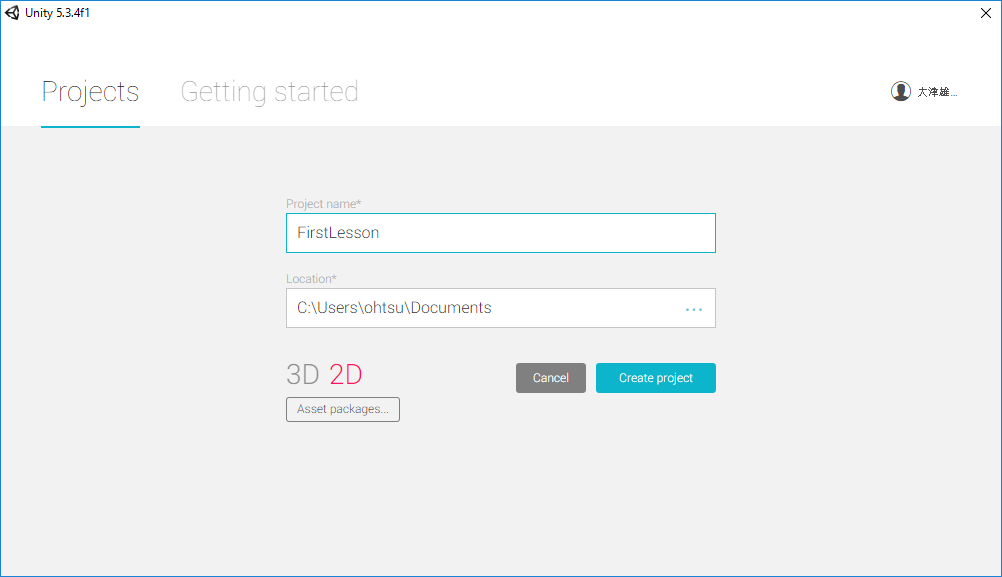 Unity 5.3.4f1
Projects
Getting started
大津雄...
Project name*
FirstLesson
Location*
C:\Users\ohtsu\Documents
...
3D 2D
Cancel
Create project
Asset packages...